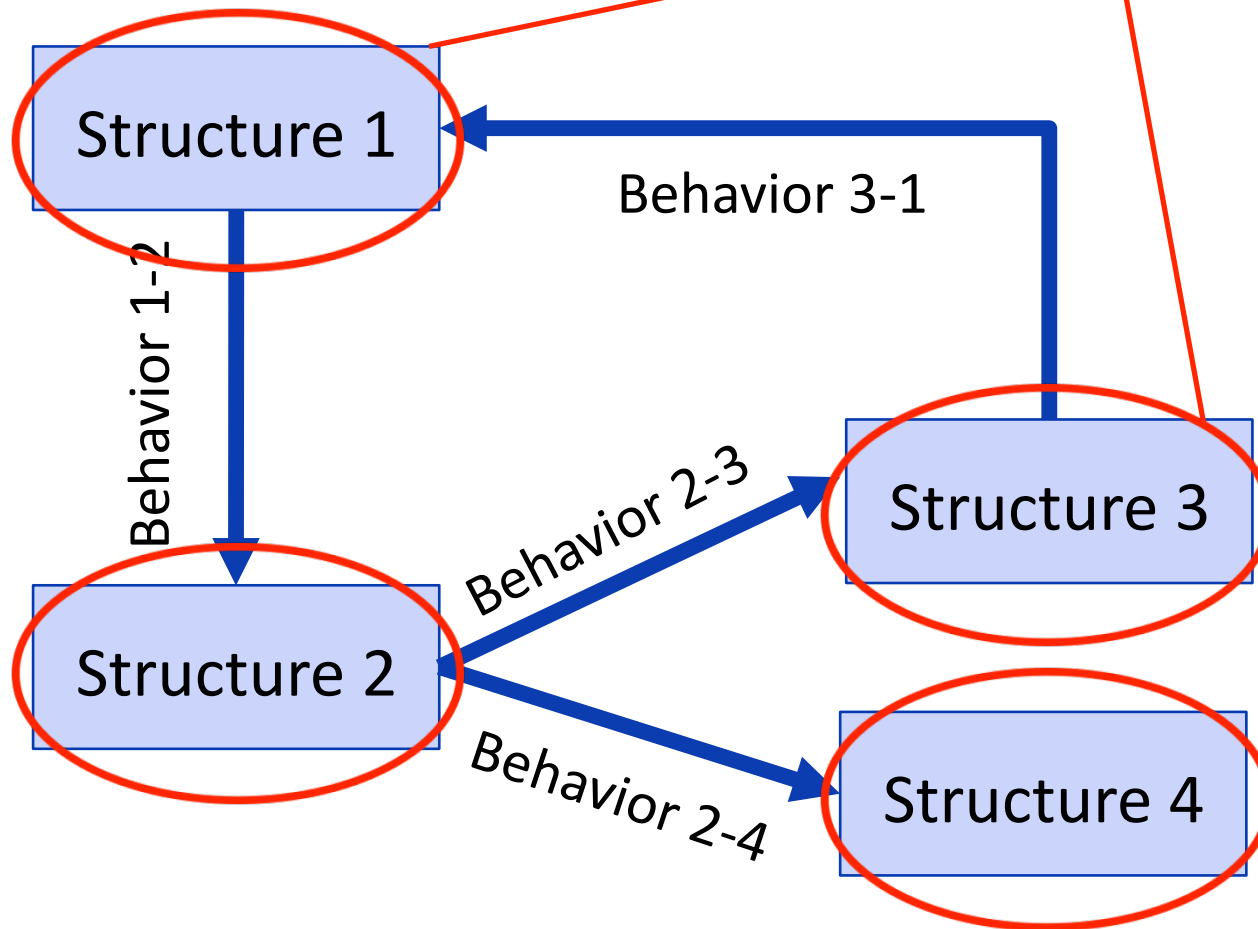 Structure 1
Behavior 3-1
Behavior 1-2
Behavior 2-3
Structure 3
Structure 2
Behavior 2-4
Structure 4